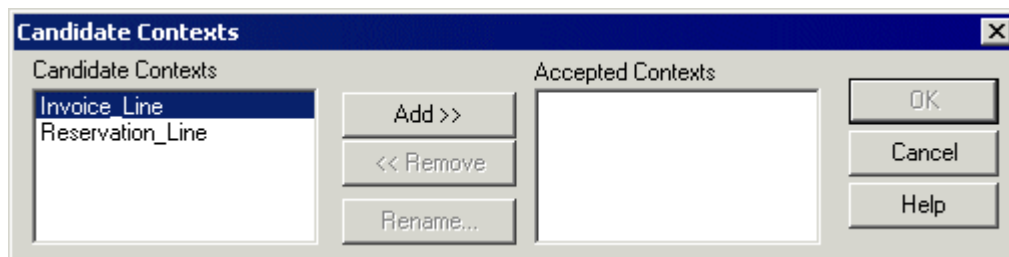 Candidate Contexts
Candidate Contexts
Invoice_Line
Reservation_Line
Add >>
<< Remove
Rename...
Accepted Contexts
OK
Cancel
Help